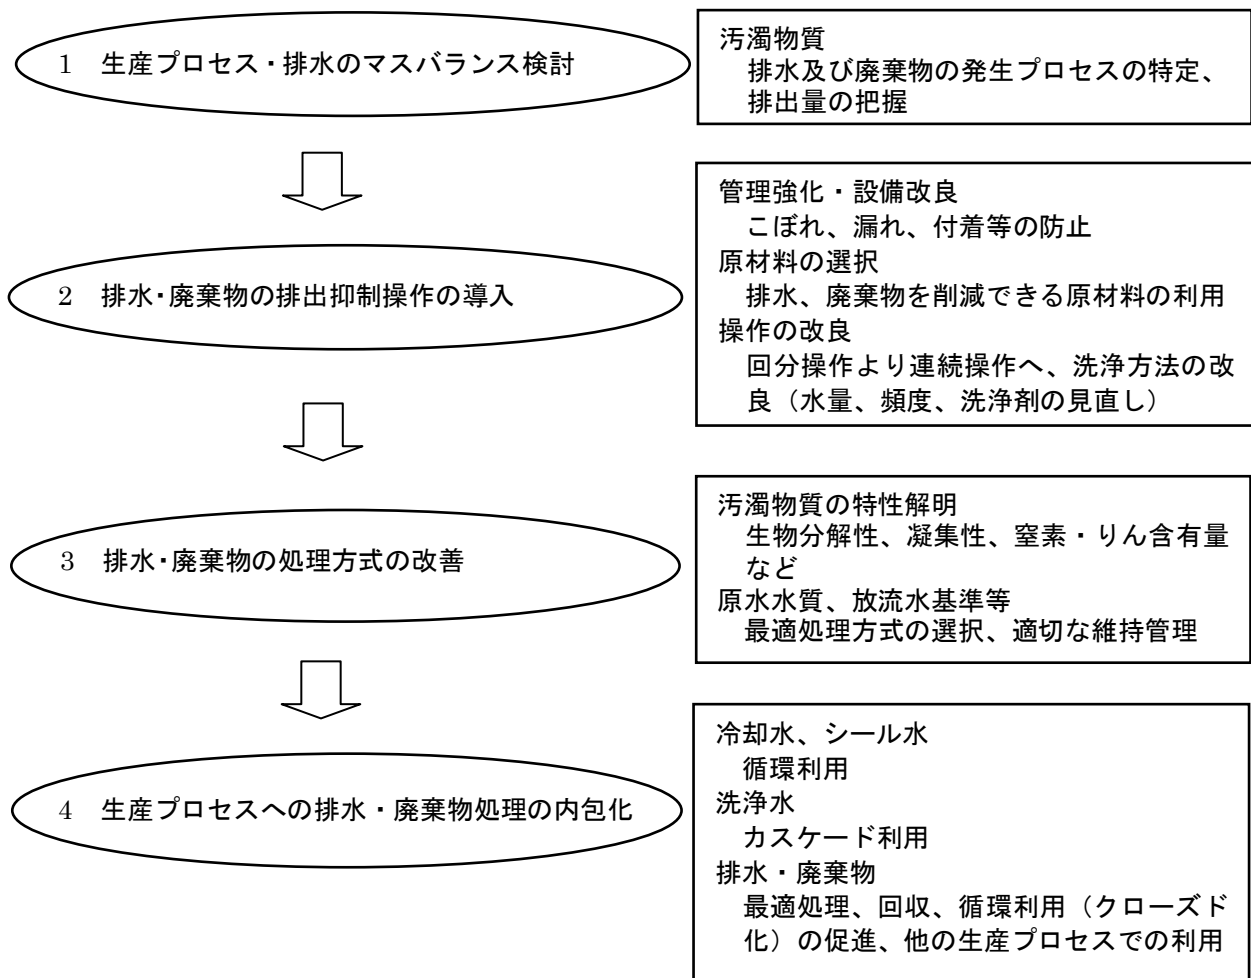 1 生産プロセス・排水のマスバランス検討
汚濁物質
排水及び廃棄物の発生プロセスの特定、
排出量の把握
2 排水・廃棄物の排出抑制操作の導入
管理強化・設備改良
こぼれ、漏れ、付着等の防止
原材料の選択
排水、廃棄物を削減できる原材料の利用
操作の改良
回分操作より連続操作へ、洗浄方法の改
良（水量、頻度、洗浄剤の見直し）
3 排水・廃棄物の処理方式の改善
汚濁物質の特性解明
生物分解性、凝集性、窒素・りん含有量
など
原水水質、放流水基準等
最適処理方式の選択、適切な維持管理
4 生産プロセスへの排水・廃棄物処理の内包化
冷却水、シール水
循環利用
洗浄水
カスケード利用
排水・廃棄物
最適処理、回収、循環利用（クローズド
化）の促進、他の生産プロセスでの利用